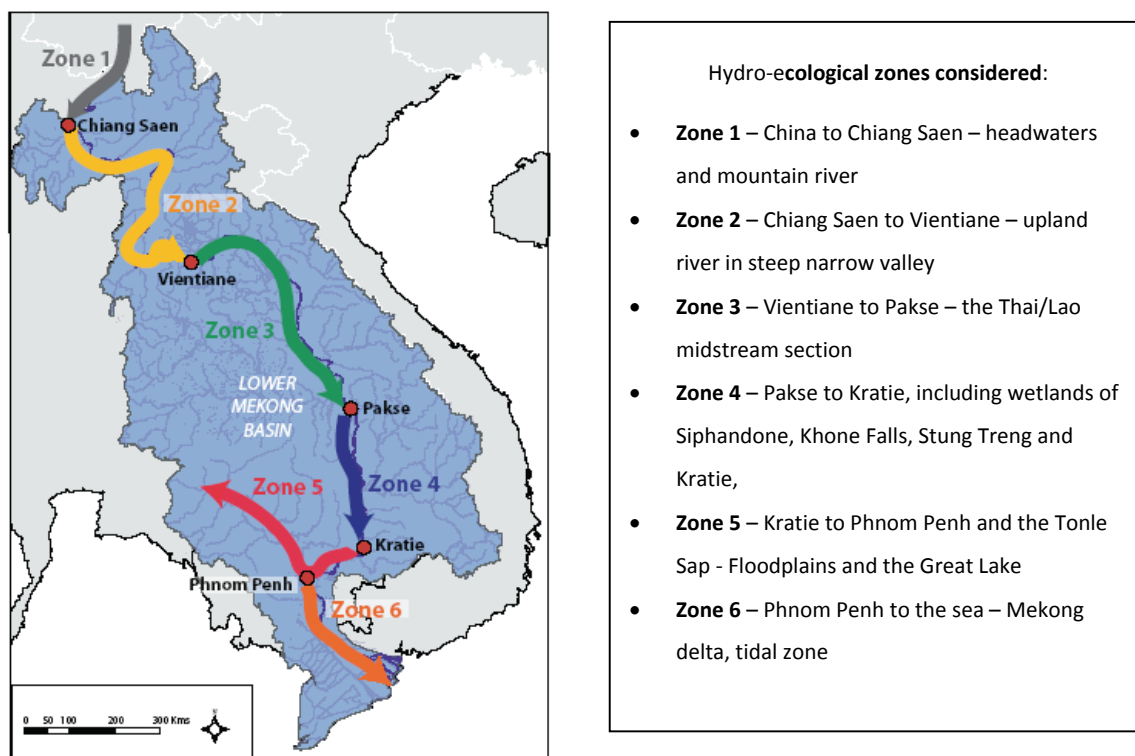 Zone 1
Chiang Saen
Zone 2
Vientiane
Zone 3
LOWER
MEKONG
BASIN
Pakse
Zone 5
Zone 4
Kratie
Phnom Penh
Zone 6
0 50 100 200 300 Kms
N
Hydro-ecological zones considered:
• Zone 1 – China to Chiang Saen – headwaters
and mountain river
• Zone 2 – Chiang Saen to Vientiane – upland
river in steep narrow valley
• Zone 3 – Vientiane to Pakse – the Thai/Lao
midstream section
• Zone 4 – Pakse to Kratie, including wetlands of
Siphandone, Khone Falls, Stung Treng and
Kratie,
• Zone 5 – Kratie to Phnom Penh and the Tonle
Sap - Floodplains and the Great Lake
• Zone 6 – Phnom Penh to the sea – Mekong
delta, tidal zone